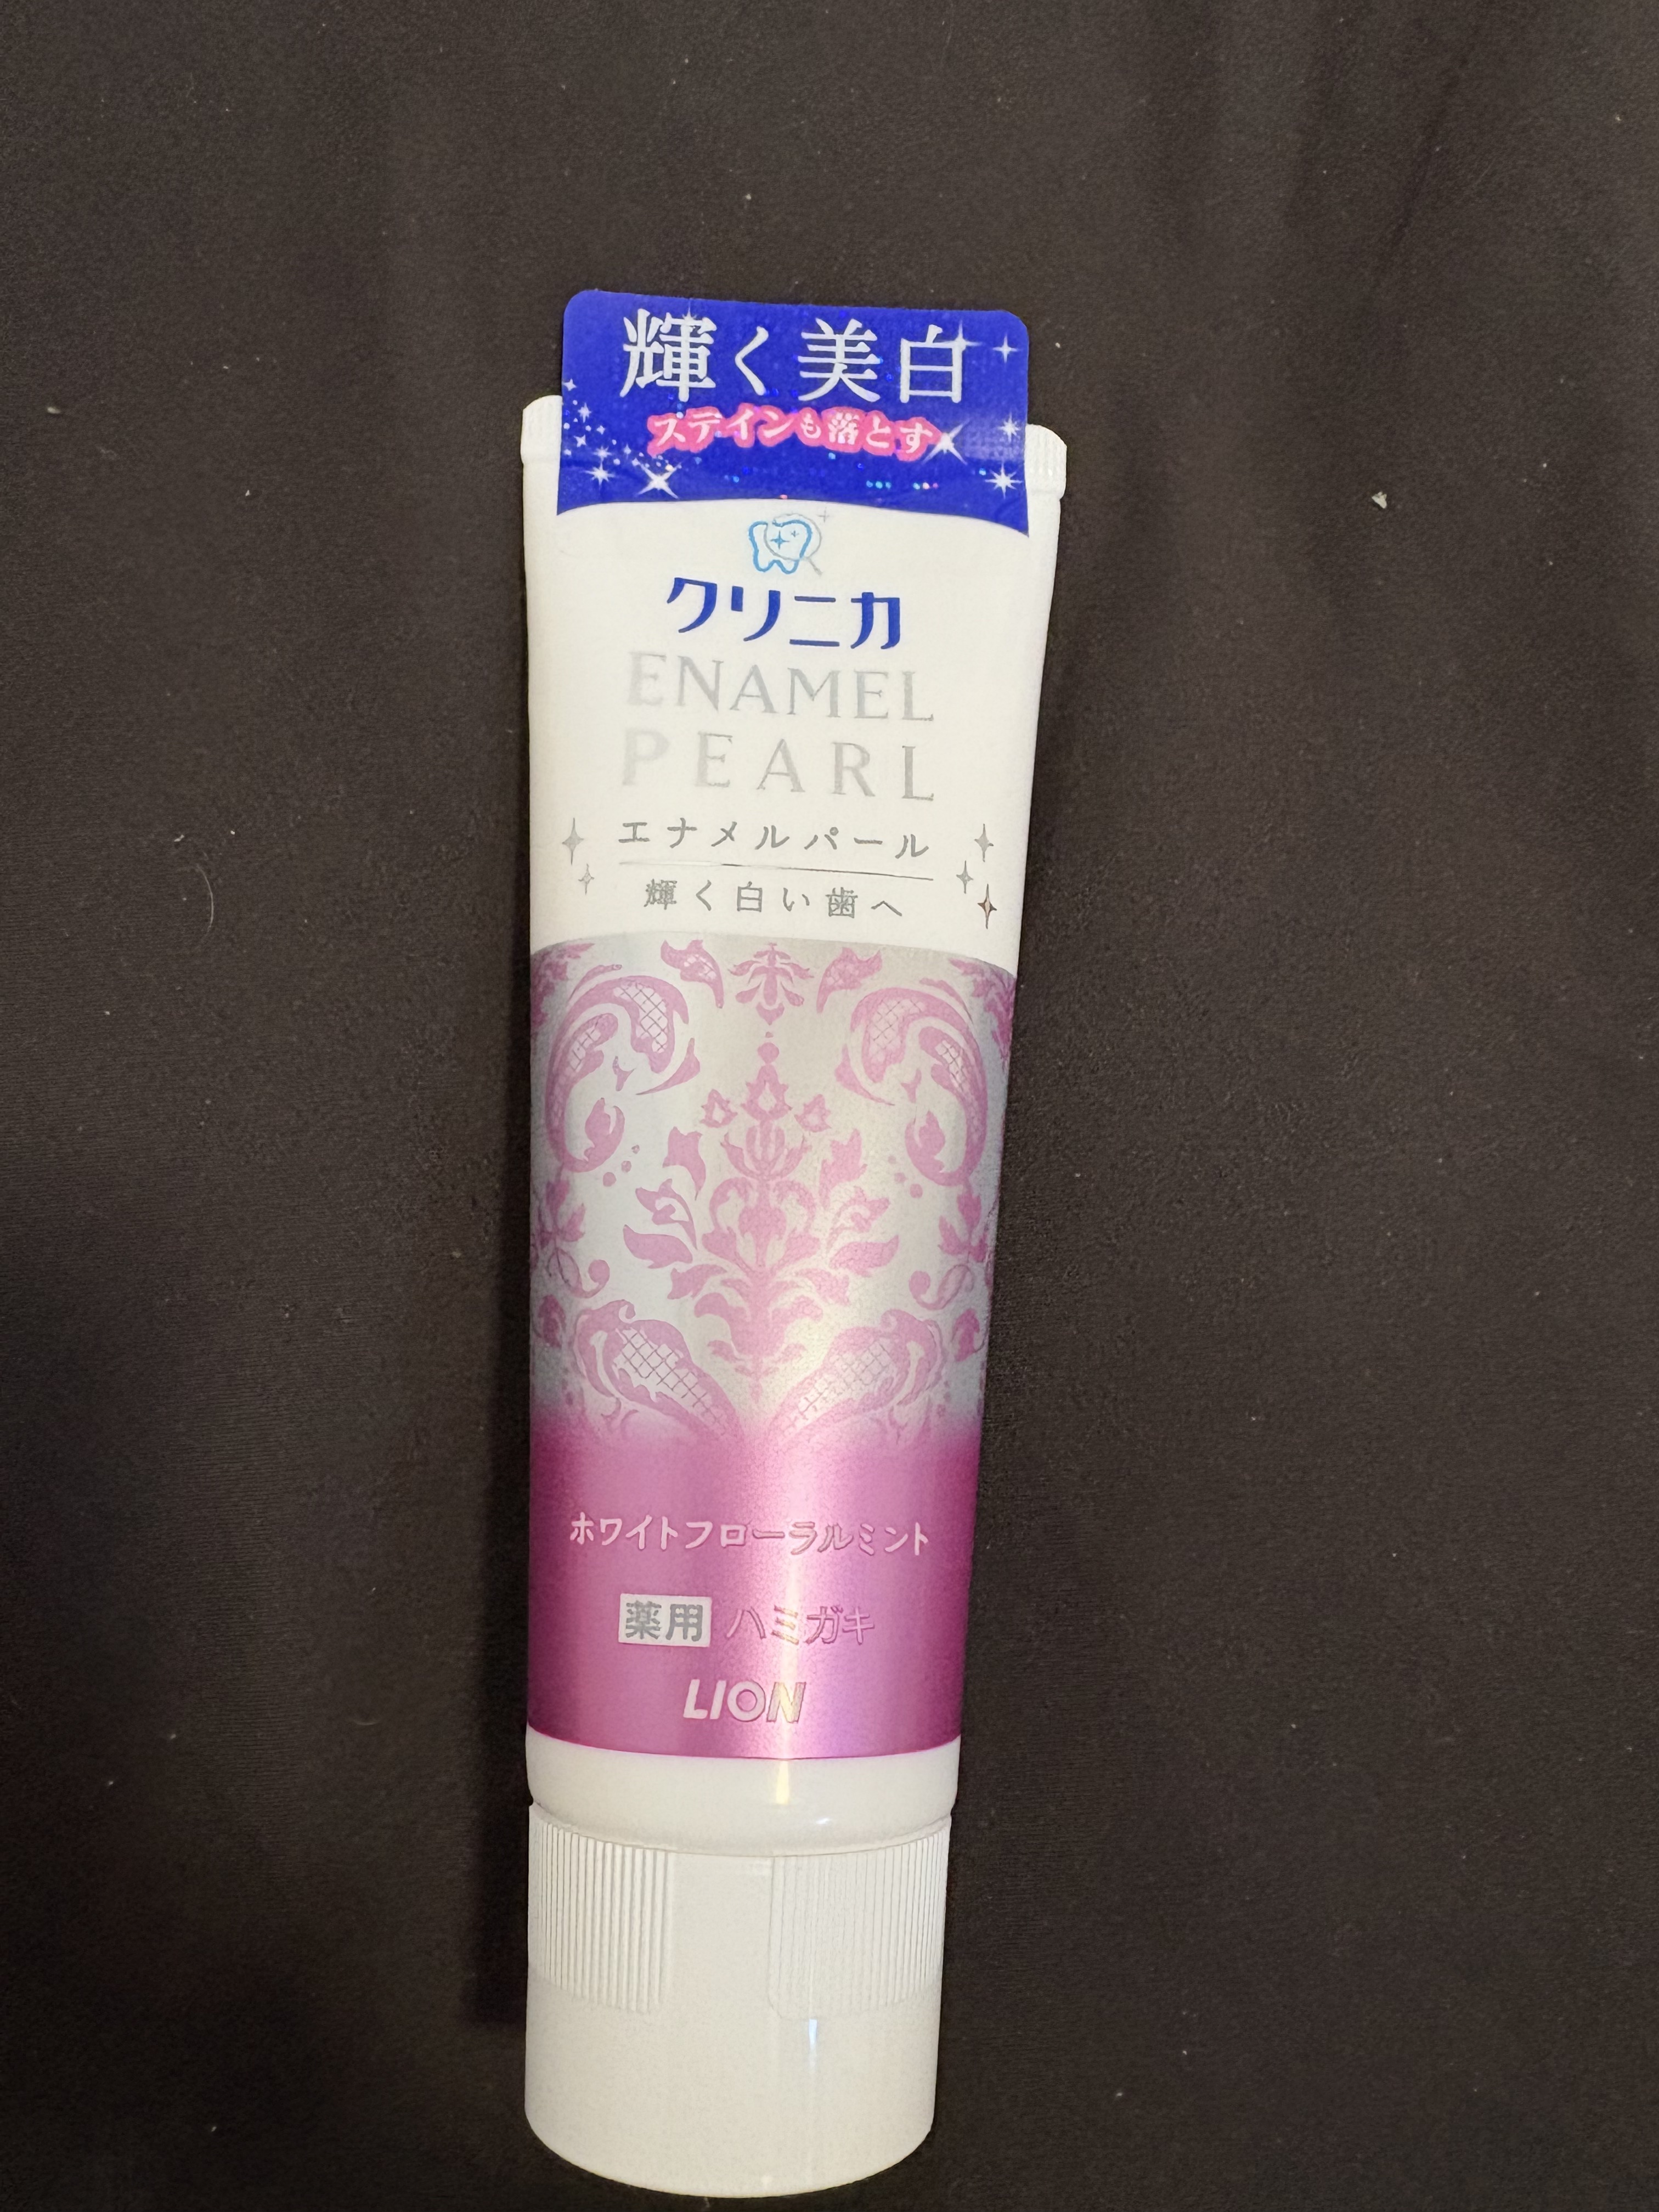 輝く美白
ステインも落とす
クリニカ
ENAMEL
PEARL
エナメルパール
輝く白い歯へ
ホワイトフローラルミント
薬用 ハミガキ
LION